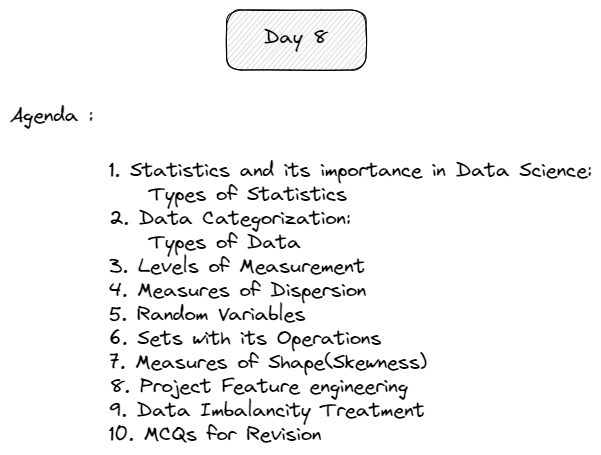 Day 8
Agenda :
1. Statistics and its importance in Data Science:
Types of Statistics
2. Data Categorization:
Types of Data
3. Levels of Measurement
4. Measures of Dispersion
5. Random Variables
6. Sets with its Operations
7. Measures of Shape(Skewness)
8. Project Feature engineering
9. Data Imbalancity Treatment
10. MCQs for Revision